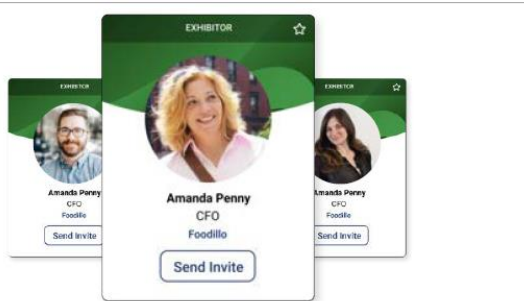 EXHIBITOR
Amanda Penny
CFO
Foodillo
Send Invite
EXHIBITOR
Amanda Penny
CFO
Foodillo
Send Invite
EXHIBITOR
Amanda Penny
CFO
Foodillo
Send Invite